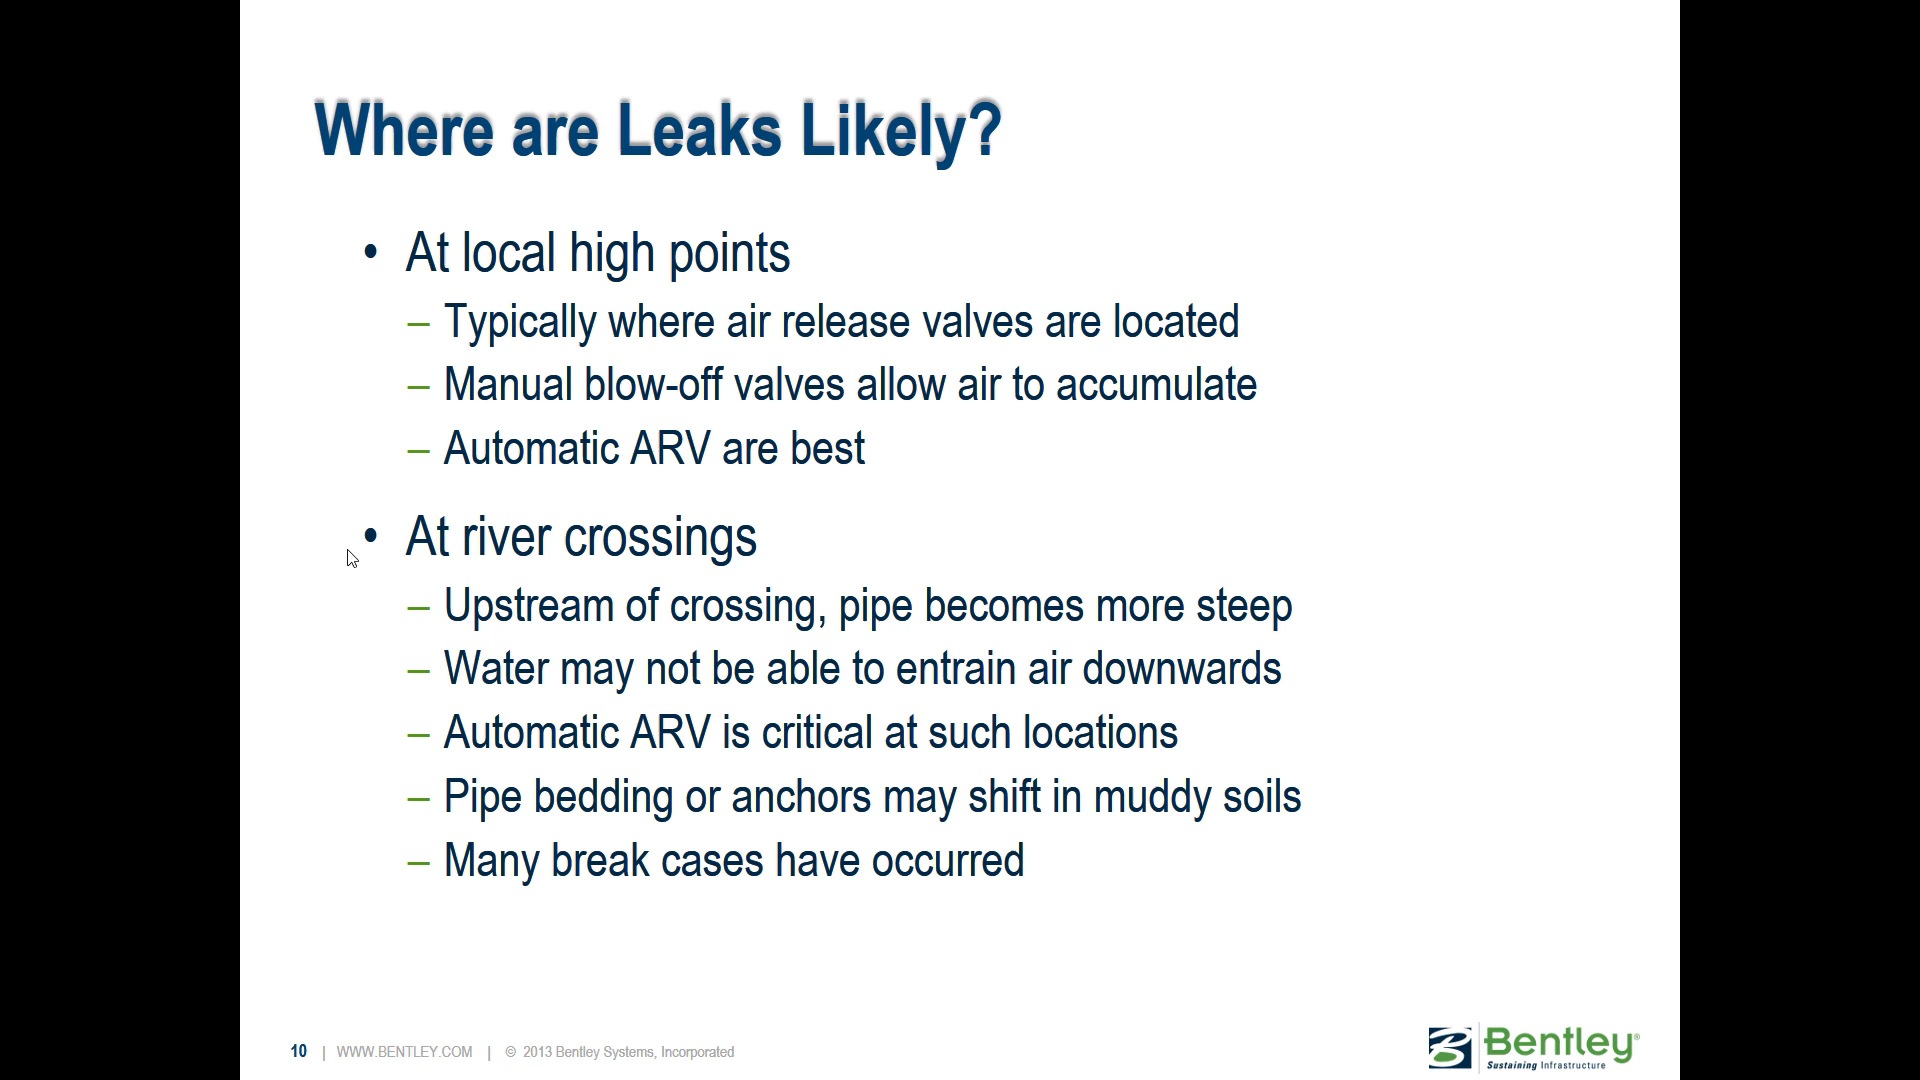 Where are Leaks Likely?
• At local high points
– Typically where air release valves are located
– Manual blow-off valves allow air to accumulate
– Automatic ARV are best
• At river crossings
– Upstream of crossing, pipe becomes more steep
– Water may not be able to entrain air downwards
– Automatic ARV is critical at such locations
– Pipe bedding or anchors may shift in muddy soils
– Many break cases have occurred
10 | WWW.BENTLEY.COM | © 2013 Bentley Systems, Incorporated
Bentley®
Sustaining Infrastructure